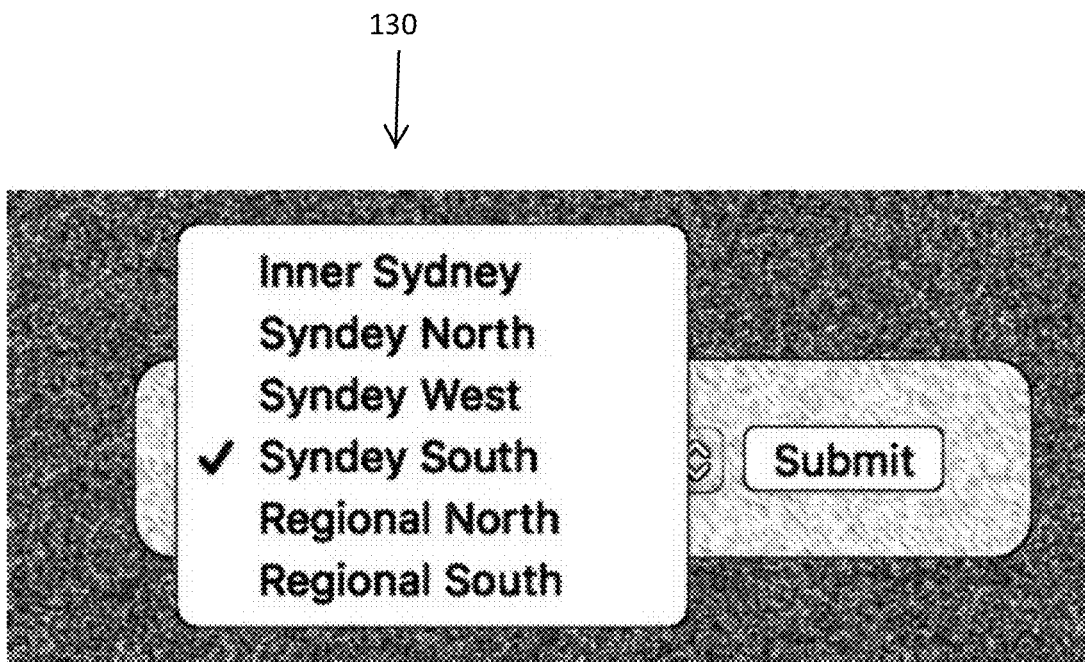 130
Inner Sydney
Syndey North
Syndey West
✓ Syndey South
Submit
Regional North
Regional South